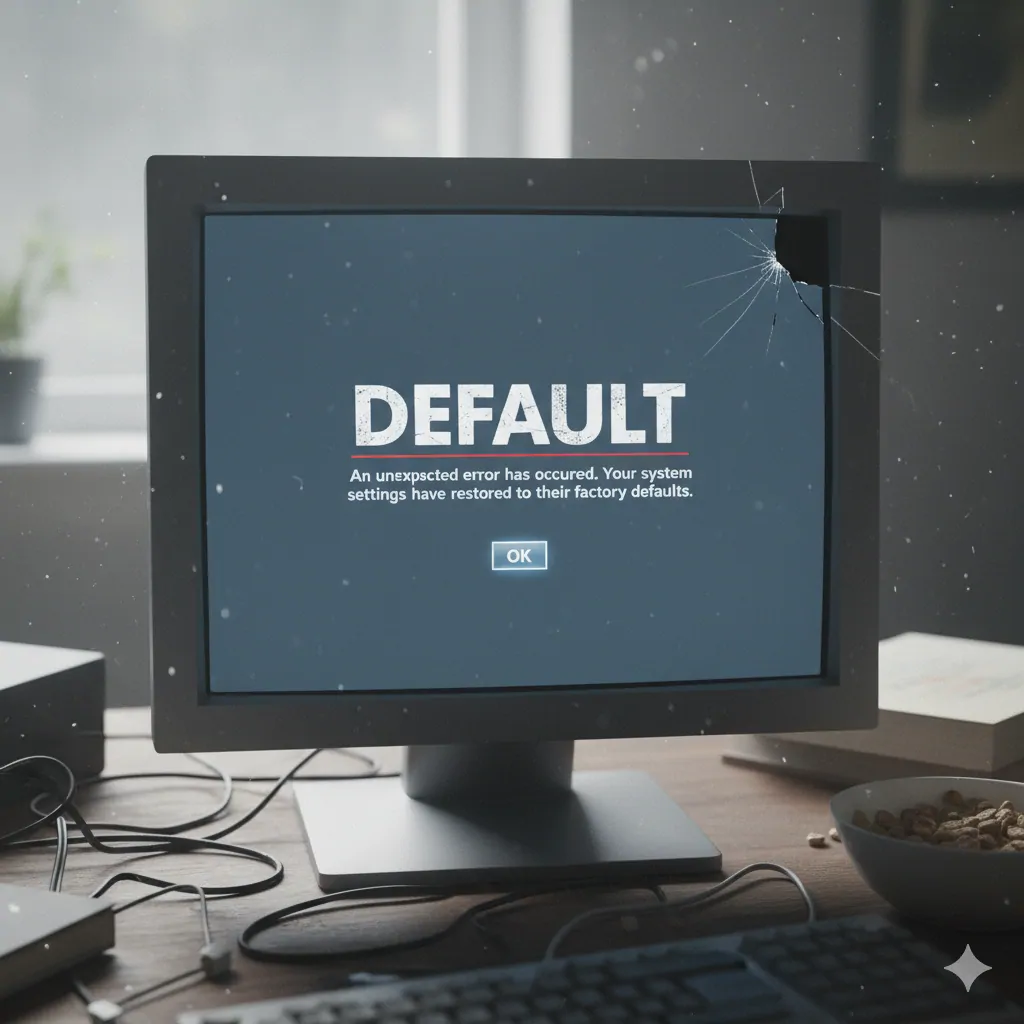 DEFAULT
An unexpscted error has occured. Your system
settings have restored to their factory defaults.
OK